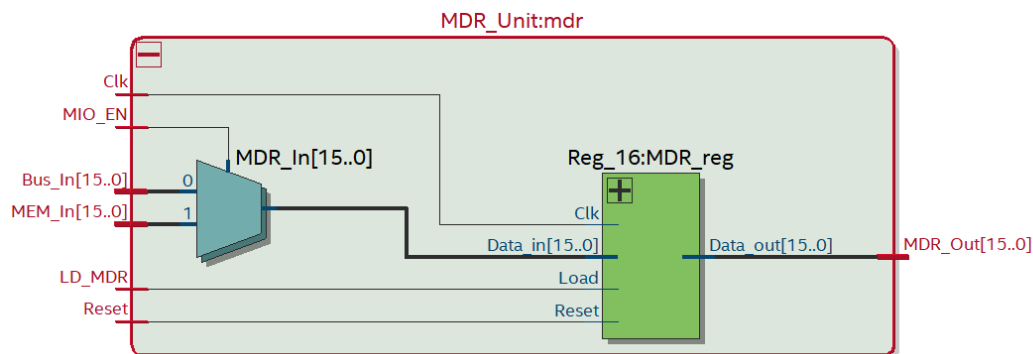 MDR_Unit:mdr
Clk
MIO_EN
MDR_In[15..0]
Reg_16:MDR_reg
Bus_In[15..0]
0
MEM_In[15..0]
1
Clk
Data_in[15..0]
Data_out[15..0]
MDR_Out[15..0]
LD_MDR
Load
Reset
Reset